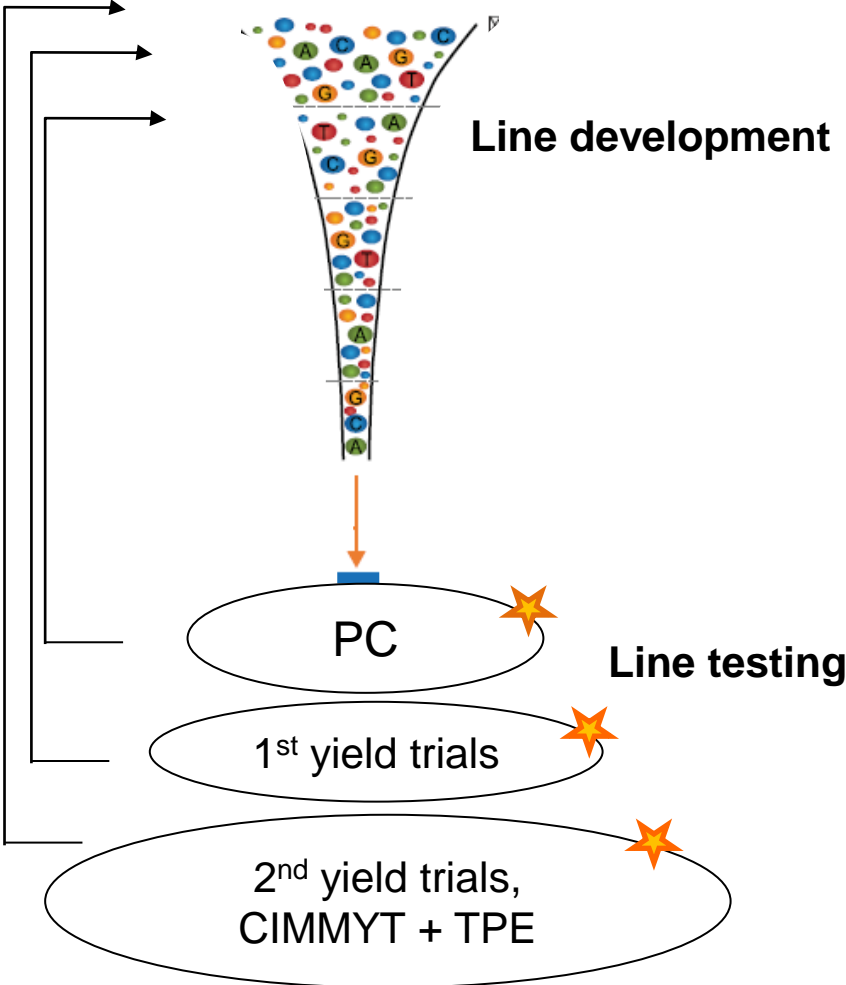 C
A
C
A
G
T
G
T
A
C
G
Line development
G
T
A
G
C
A
PC
Line testing
1st yield trials
2nd yield trials,
CIMMYT + TPE